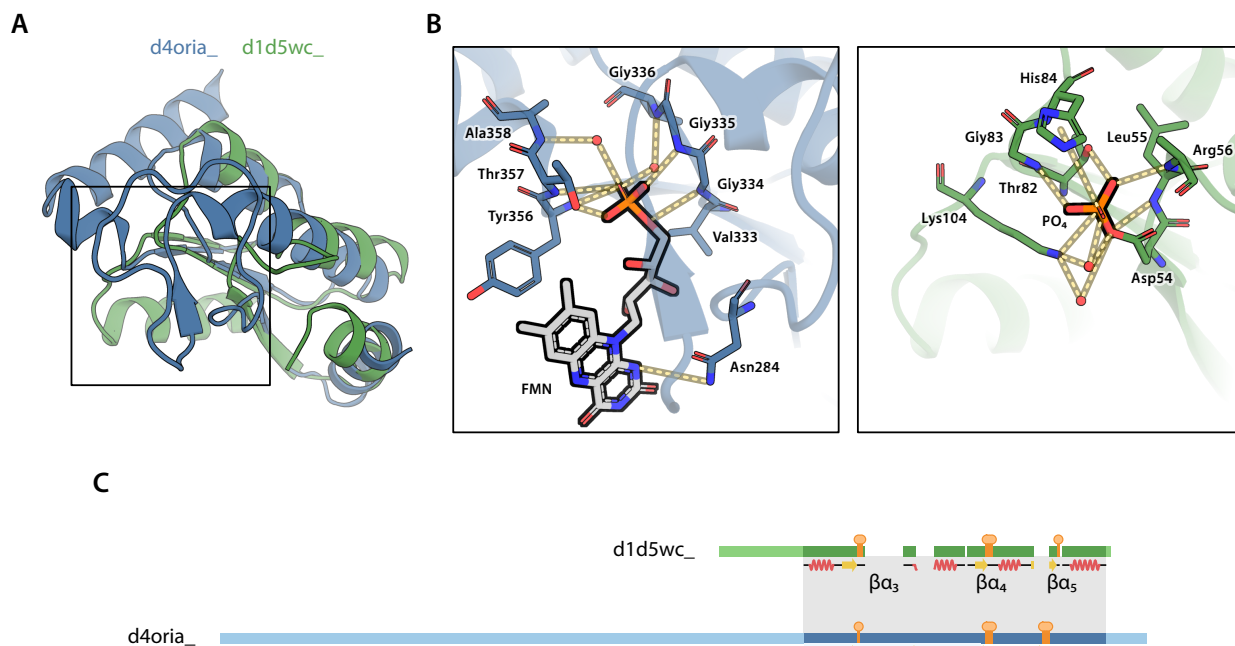 A
d4oria_ d1d5wc_
B
Gly336
Ala358
Gly335
Thr357
Gly334
Tyr356
Val333
FMN
Asn284
His84
Gly83
Leu55
Arg56
Thr82
Lys104
PO₄
Asp54
C
d1d5wc_
βα₃ βα₄ βα₅
d4oria_